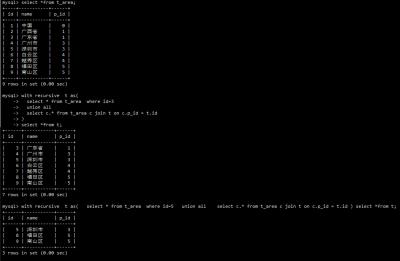 mysql> select *from t_area;
+----+--------+------+
| id | name | p_id |
+----+--------+------+
| 1 | 中国 | 0 |
| 2 | 广西省 | 1 |
| 3 | 广东省 | 1 |
| 4 | 广州市 | 3 |
| 5 | 深圳市 | 3 |
| 6 | 白云区 | 4 |
| 7 | 越秀区 | 4 |
| 8 | 福田区 | 5 |
| 9 | 南山区 | 5 |
+----+--------+------+
9 rows in set (0.00 sec)
mysql> with recursive t as(
-> select * from t_area where id=3
-> union all
-> select c.* from t_area c join t on c.p_id = t.id
-> )
-> select *from t;
+------+--------+------+
| id | name | p_id |
+------+--------+------+
| 3 | 广东省 | 1 |
| 4 | 广州市 | 3 |
| 5 | 深圳市 | 3 |
| 6 | 白云区 | 4 |
| 7 | 越秀区 | 4 |
| 8 | 福田区 | 5 |
| 9 | 南山区 | 5 |
+------+--------+------+
7 rows in set (0.00 sec)
mysql> with recursive t as( select * from t_area where id=5 union all select c.* from t_area c join t on c.p_id = t.id ) select *from t;
+------+--------+------+
| id | name | p_id |
+------+--------+------+
| 5 | 深圳市 | 3 |
| 8 | 福田区 | 5 |
| 9 | 南山区 | 5 |
+------+--------+------+
3 rows in set (0.00 sec)